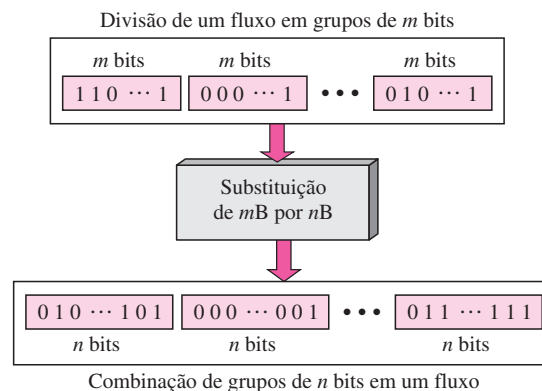 Divisão de um fluxo em grupos de m bits
m bits m bits m bits
1 1 0 ⋯ 1 0 0 0 ⋯ 1 • • • 0 1 0 ⋯ 1
Substituição
de mB por nB
0 1 0 ⋯ 1 0 1 0 0 0 ⋯ 0 0 1 • • • 0 1 1 ⋯ 1 1 1
n bits n bits n bits
Combinação de grupos de n bits em um fluxo